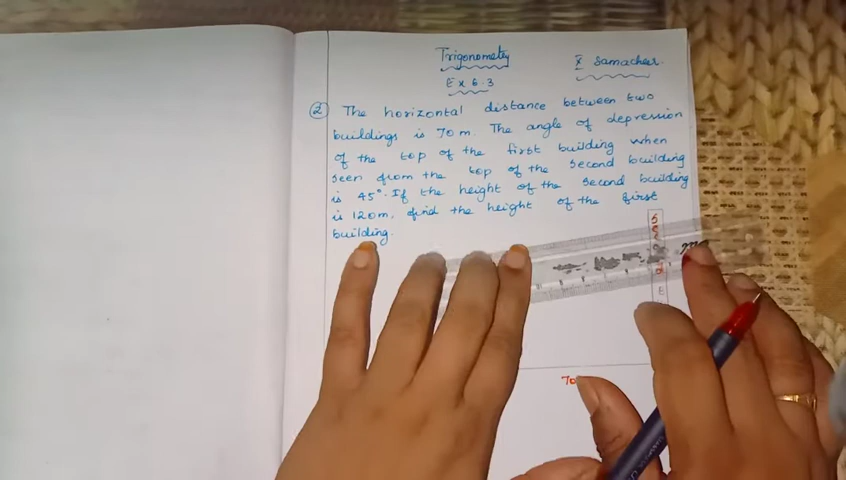 Trigonometry
X Samacheer.
Ex 6.3
② The horizontal distance between two
buildings is 70 m. The angle of depression
of the top of the first building when
seen from the top of the second building
is 45°. If the height of the second building
is 120m, find the height of the first
building.
70